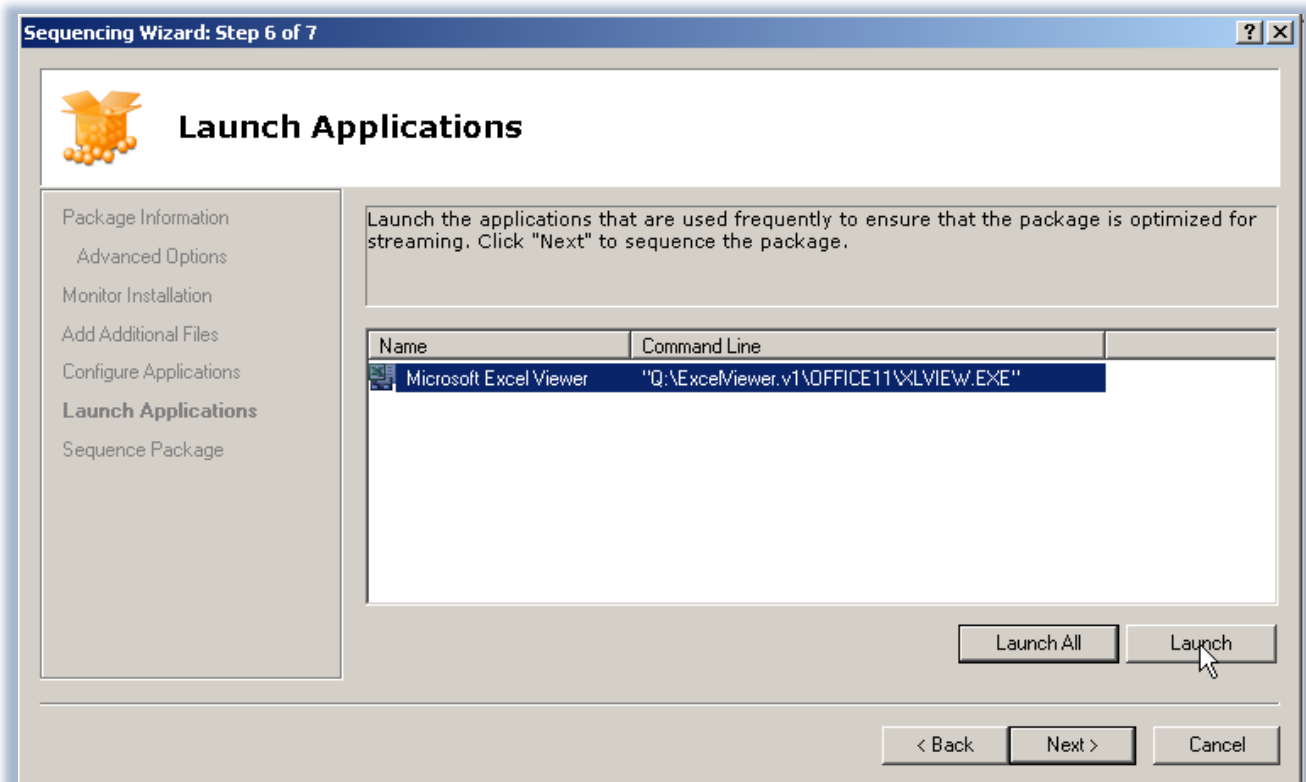 Sequencing Wizard: Step 6 of 7
Launch Applications
Package Information
Advanced Options
Monitor Installation
Add Additional Files
Configure Applications
Launch Applications
Sequence Package
Launch the applications that are used frequently to ensure that the package is optimized for
streaming. Click "Next" to sequence the package.
Name Command Line
Microsoft Excel Viewer "Q:\ExcelViewer.v1\OFFICE11\XLVIEW.EXE"
Launch All Launch
< Back Next > Cancel